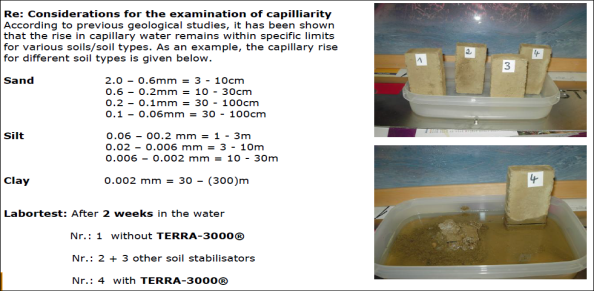 Re: Considerations for the examination of capilliarity
According to previous geological studies, it has been shown
that the rise in capillary water remains within specific limits
for various soils/soil types. As an example, the capillary rise
for different soil types is given below.
Sand 2.0 – 0.6mm = 3 - 10cm
0.6 – 0.2mm = 10 - 30cm
0.2 – 0.1mm = 30 - 100cm
0.1 – 0.06mm = 30 - 100cm
Silt 0.06 – 00.2 mm = 1 - 3m
0.02 – 0.006 mm = 3 - 10m
0.006 – 0.002 mm = 10 - 30m
Clay 0.002 mm = 30 – (300)m
Labortest: After 2 weeks in the water
Nr.: 1 without TERRA-3000®
Nr.: 2 + 3 other soil stabilisators
Nr.: 4 with TERRA-3000®
1
2
3
4
4